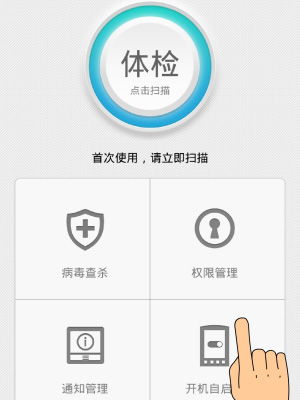 体检
点击扫描
首次使用，请立即扫描
病毒查杀
权限管理
通知管理
开机自启